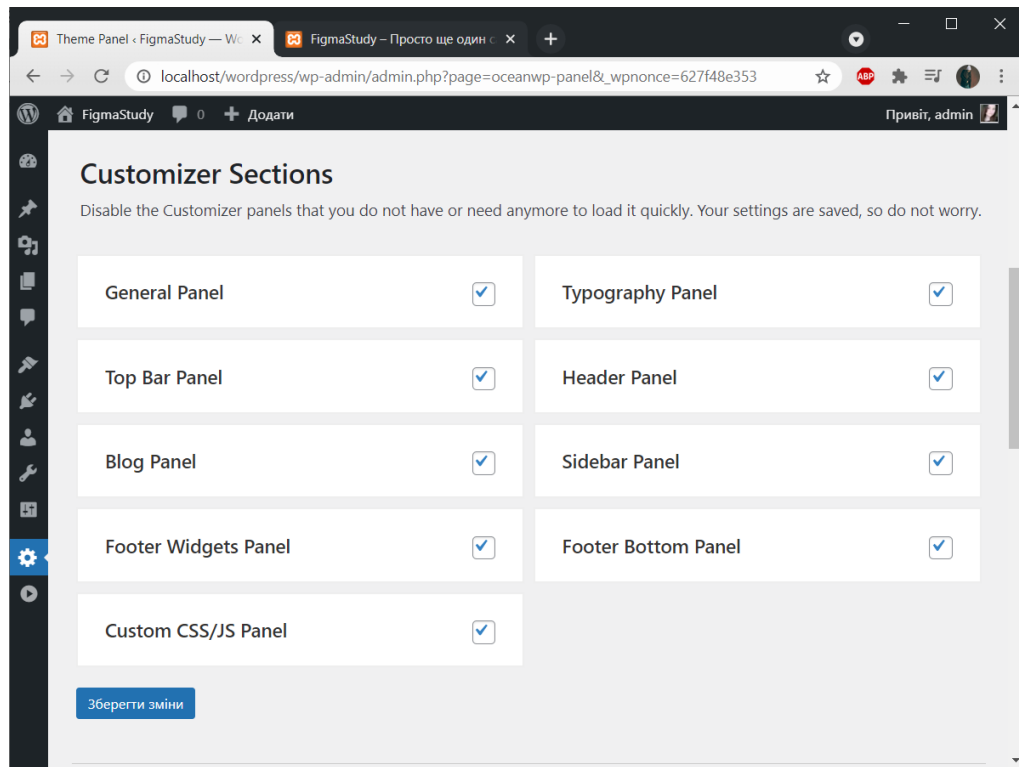 Theme Panel ‹ FigmaStudy — Wo
FigmaStudy – Просто ще один с
localhost/wordpress/wp-admin/admin.php?page=oceanwp-panel&_wpnonce=627f48e353
ABP
FigmaStudy 0 Додати Привіт, admin
Customizer Sections
Disable the Customizer panels that you do not have or need anymore to load it quickly. Your settings are saved, so do not worry.
General Panel
Typography Panel
Top Bar Panel
Header Panel
Blog Panel
Sidebar Panel
Footer Widgets Panel
Footer Bottom Panel
Custom CSS/JS Panel
Зберегти зміни